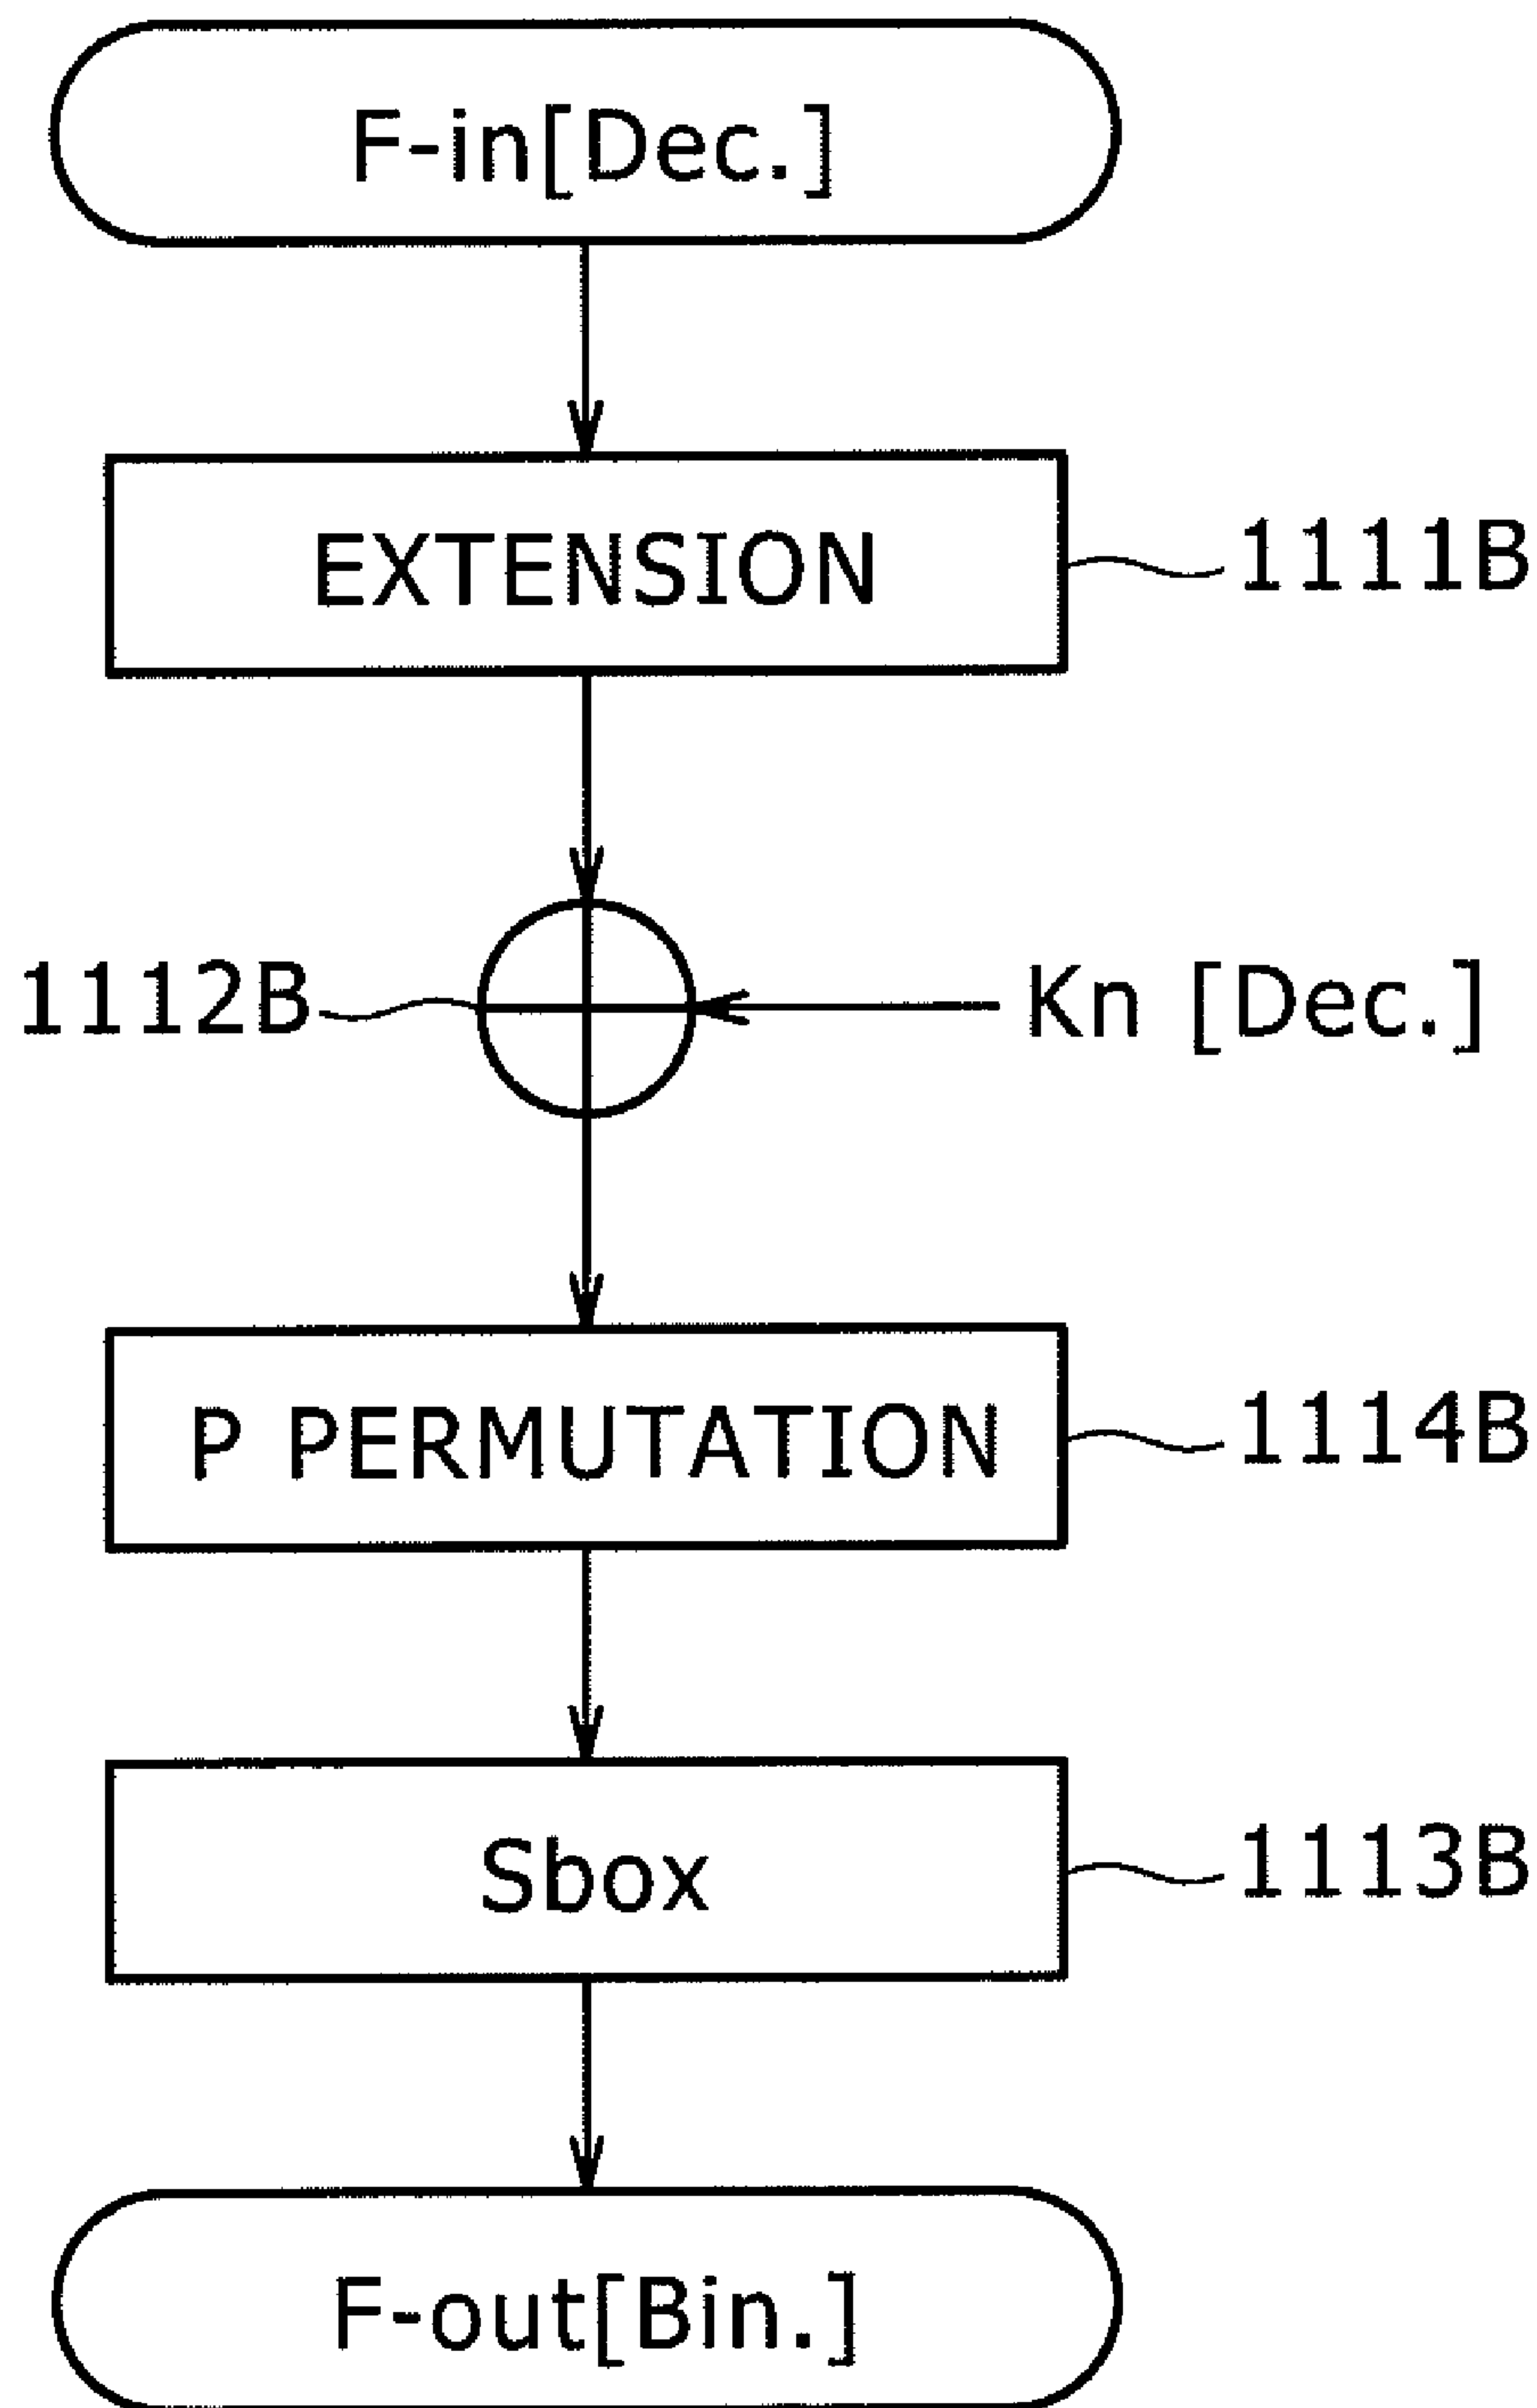 F-in[Dec.]
EXTENSION
1111B
1112B
Kn [Dec.]
P PERMUTATION
1114B
Sbox
1113B
F-out[Bin.]